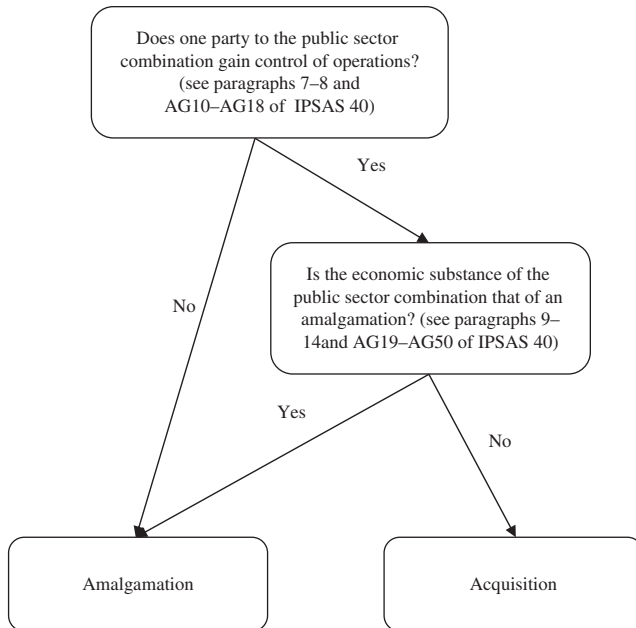 Does one party to the public sector
combination gain control of operations?
(see paragraphs 7–8 and
AG10–AG18 of IPSAS 40)
Yes
Is the economic substance of the
public sector combination that of an
amalgamation? (see paragraphs 9–
14and AG19–AG50 of IPSAS 40)
No
Yes
No
Amalgamation
Acquisition